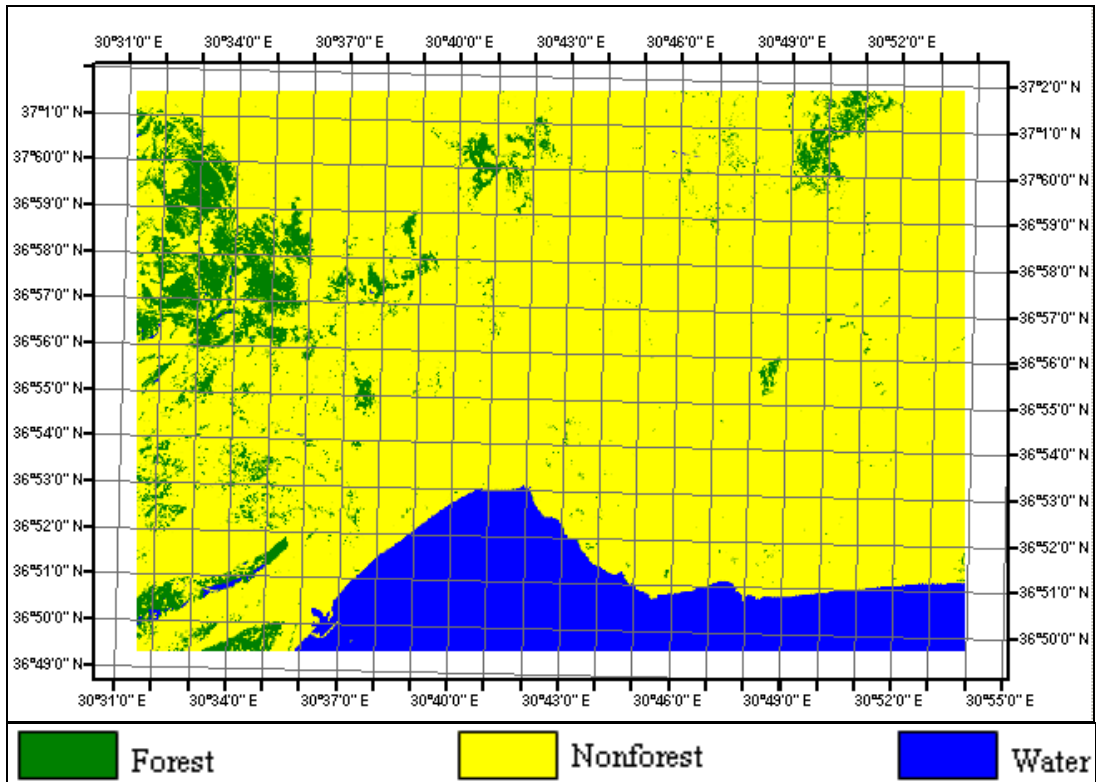 30°31'0" E 30°34'0" E 30°37'0" E 30°40'0" E 30°43'0" E 30°46'0" E 30°49'0" E 30°52'0" E
37°2'0" N
37°1'0" N
37°1'0" N
37°60'0" N
37°60'0" N
36°59'0" N
36°59'0" N
36°58'0" N
36°58'0" N
36°57'0" N
36°57'0" N
36°56'0" N
36°56'0" N
36°55'0" N
36°55'0" N
36°54'0" N
36°54'0" N
36°53'0" N
36°53'0" N
36°52'0" N
36°52'0" N
36°51'0" N
36°51'0" N
36°50'0" N
36°50'0" N
36°49'0" N
30°31'0" E 30°34'0" E 30°37'0" E 30°40'0" E 30°43'0" E 30°46'0" E 30°49'0" E 30°52'0" E 30°55'0" E
Forest Nonforest Water